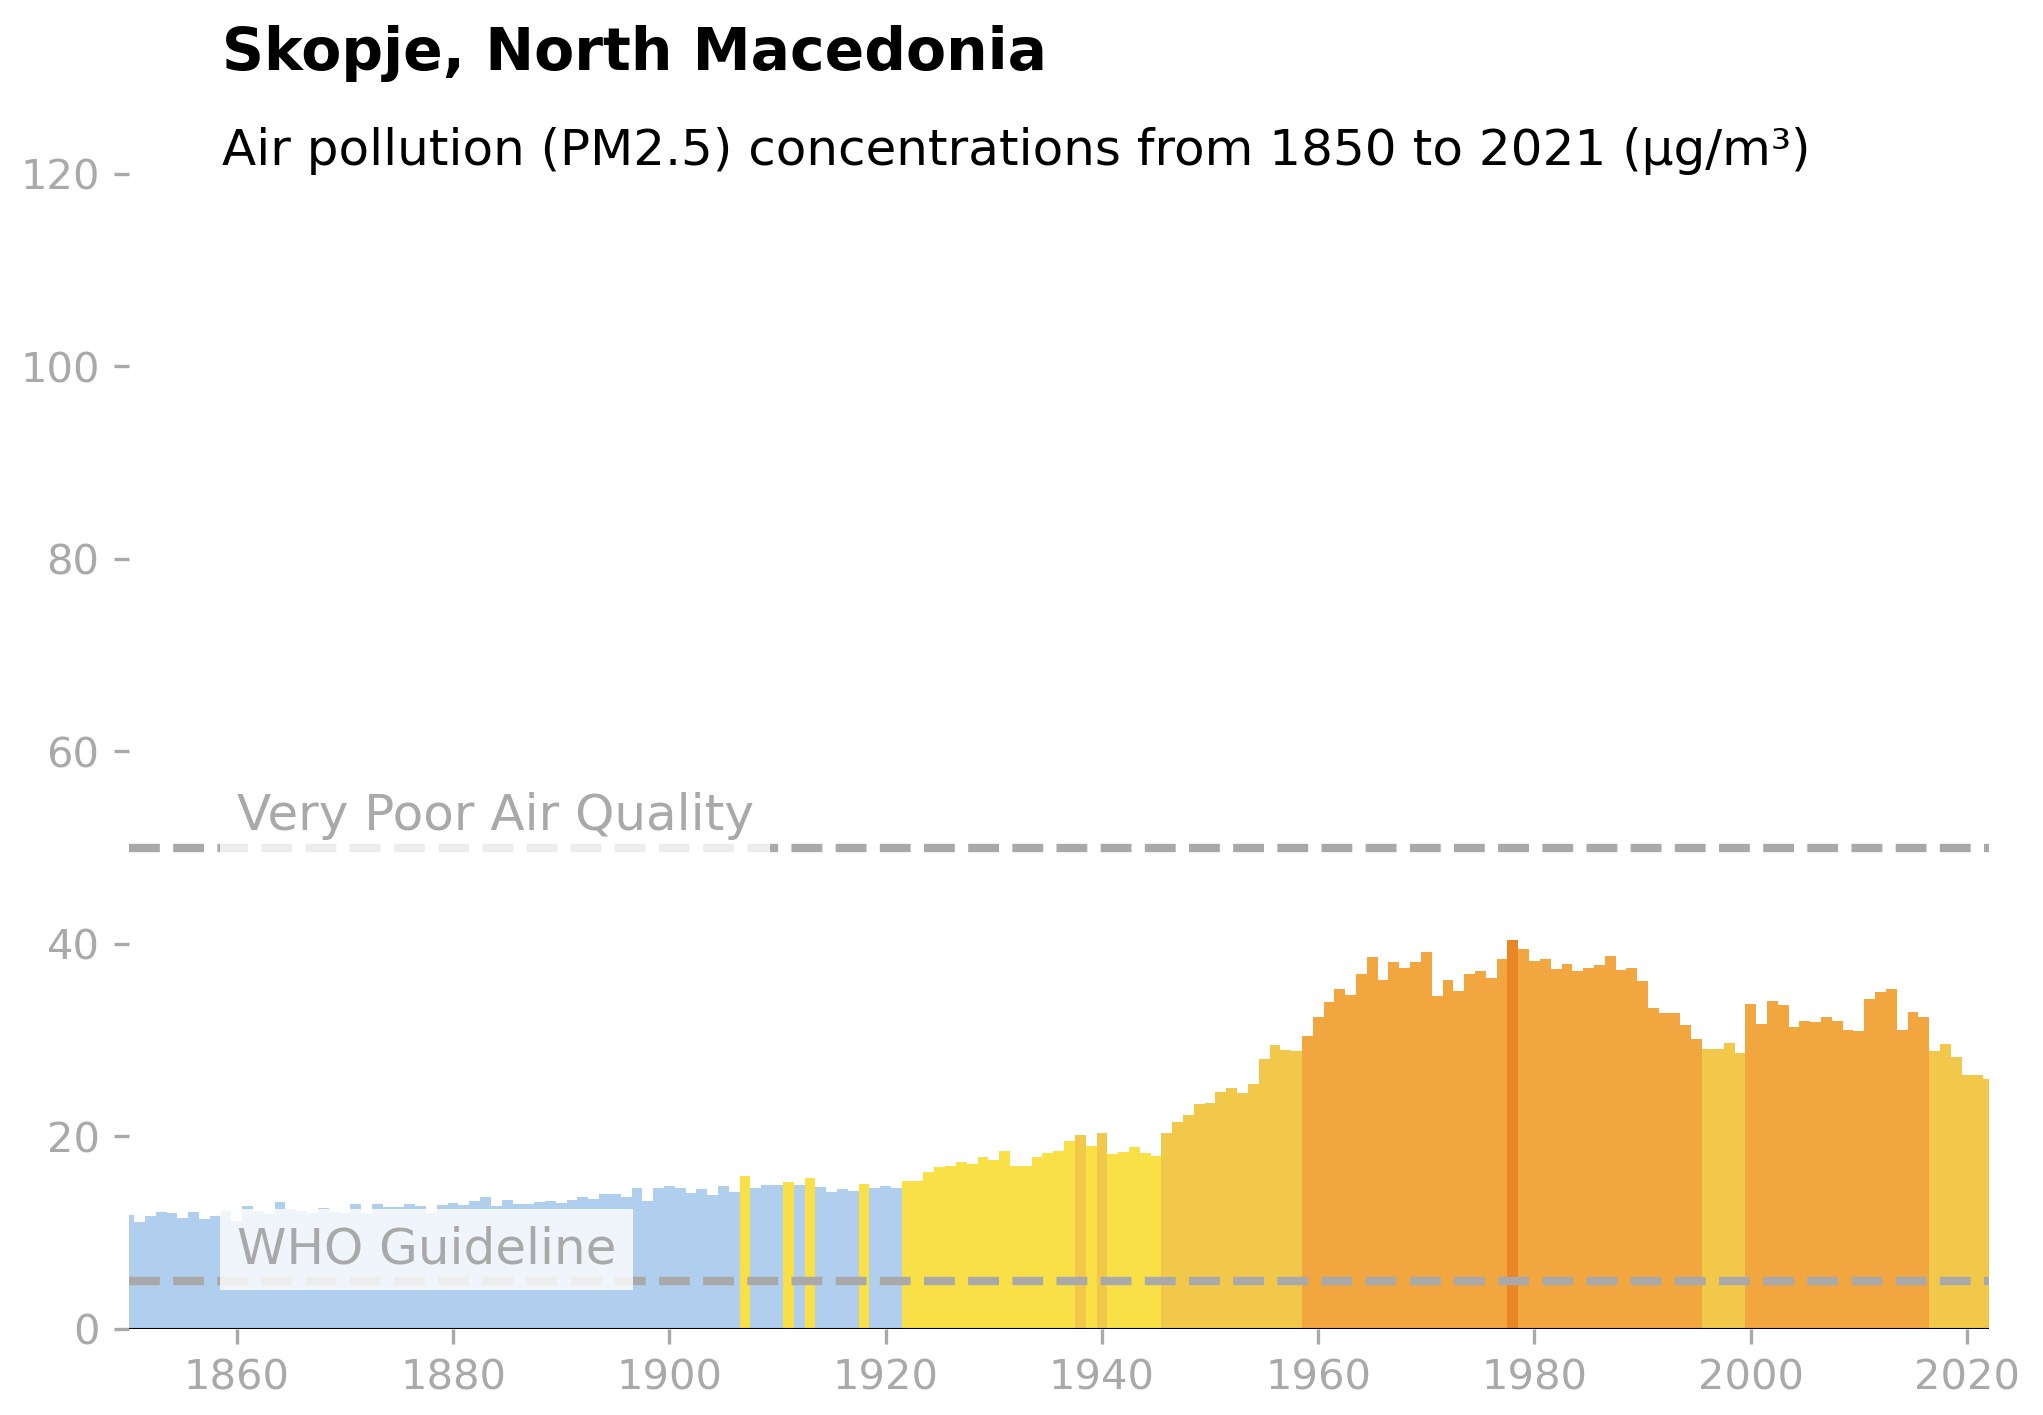 Skopje, North Macedonia
Air pollution (PM2.5) concentrations from 1850 to 2021 (µg/m³)
120
100
80
60
Very Poor Air Quality
40
20
WHO Guideline
0
1860 1880 1900 1920 1940 1960 1980 2000 2020